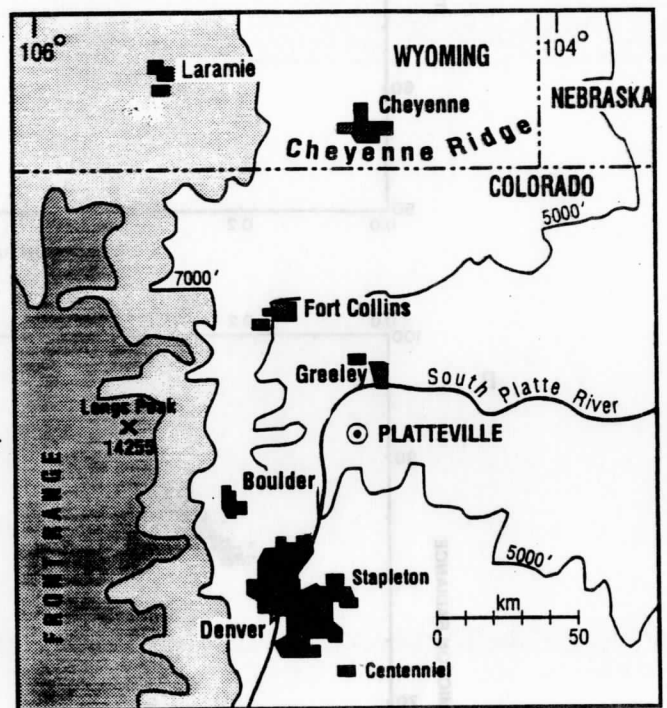 106°
104°
WYOMING
Laramie
NEBRASKA
Cheyenne
Cheyenne Ridge
COLORADO
5000'
7000'
Fort Collins
Greeley
South Platte River
Longs Peak
14255
PLATTEVILLE
Boulder
FRONT RANGE
5000'
Stapleton
km
Denver
0
50
Centenniel